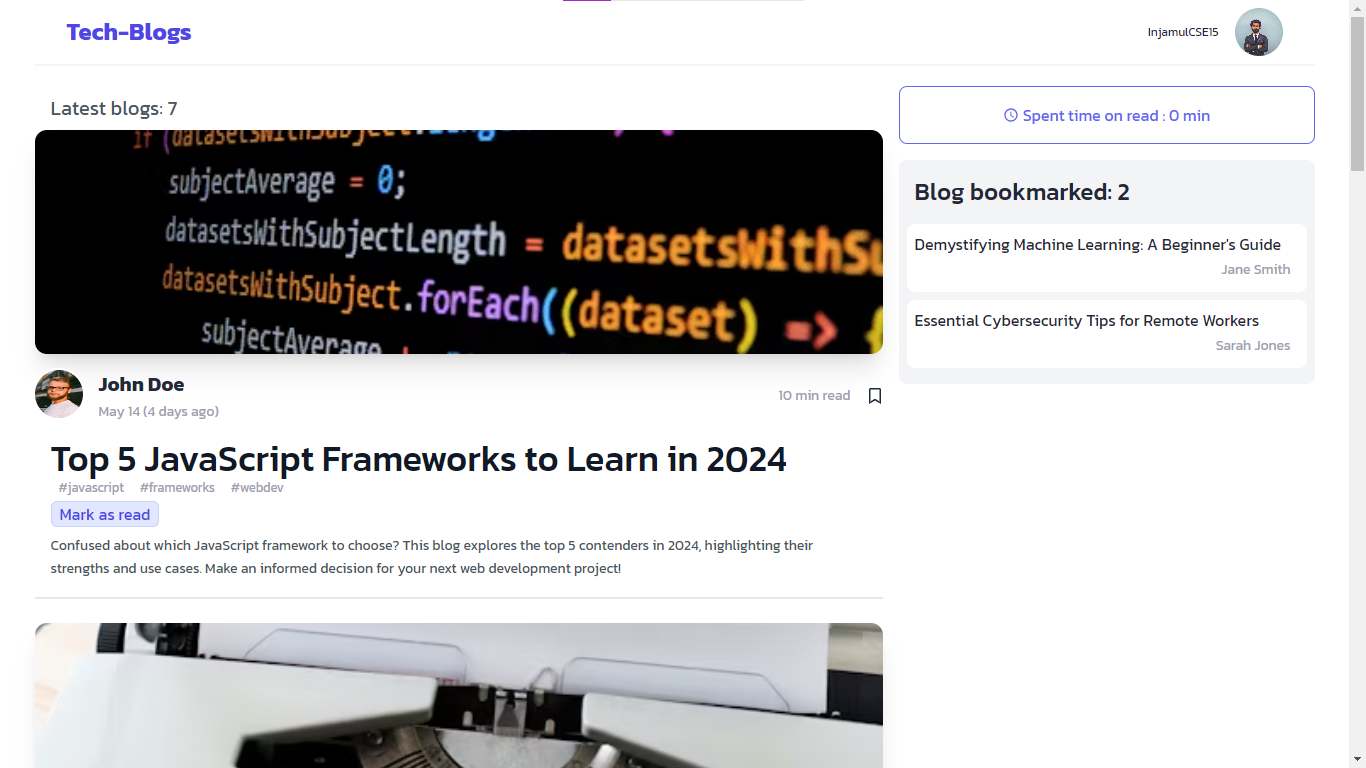 Tech-Blogs
InjamulCSE15
Latest blogs: 7
subjectAverage = 0;
datasetsWithSubjectLength = datasetsWithSu
datasetsWithSubject.forEach((dataset) => {
subjectAverage
John Doe
May 14 (4 days ago)
10 min read
Top 5 JavaScript Frameworks to Learn in 2024
#javascript #frameworks #webdev
Mark as read
Confused about which JavaScript framework to choose? This blog explores the top 5 contenders in 2024, highlighting their
strengths and use cases. Make an informed decision for your next web development project!
Spent time on read : 0 min
Blog bookmarked: 2
Demystifying Machine Learning: A Beginner's Guide
Jane Smith
Essential Cybersecurity Tips for Remote Workers
Sarah Jones